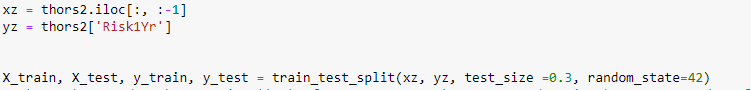 xz = thors2.iloc[:, :-1]
yz = thors2['Risk1Yr']
X_train, X_test, y_train, y_test = train_test_split(xz, yz, test_size =0.3, random_state=42)